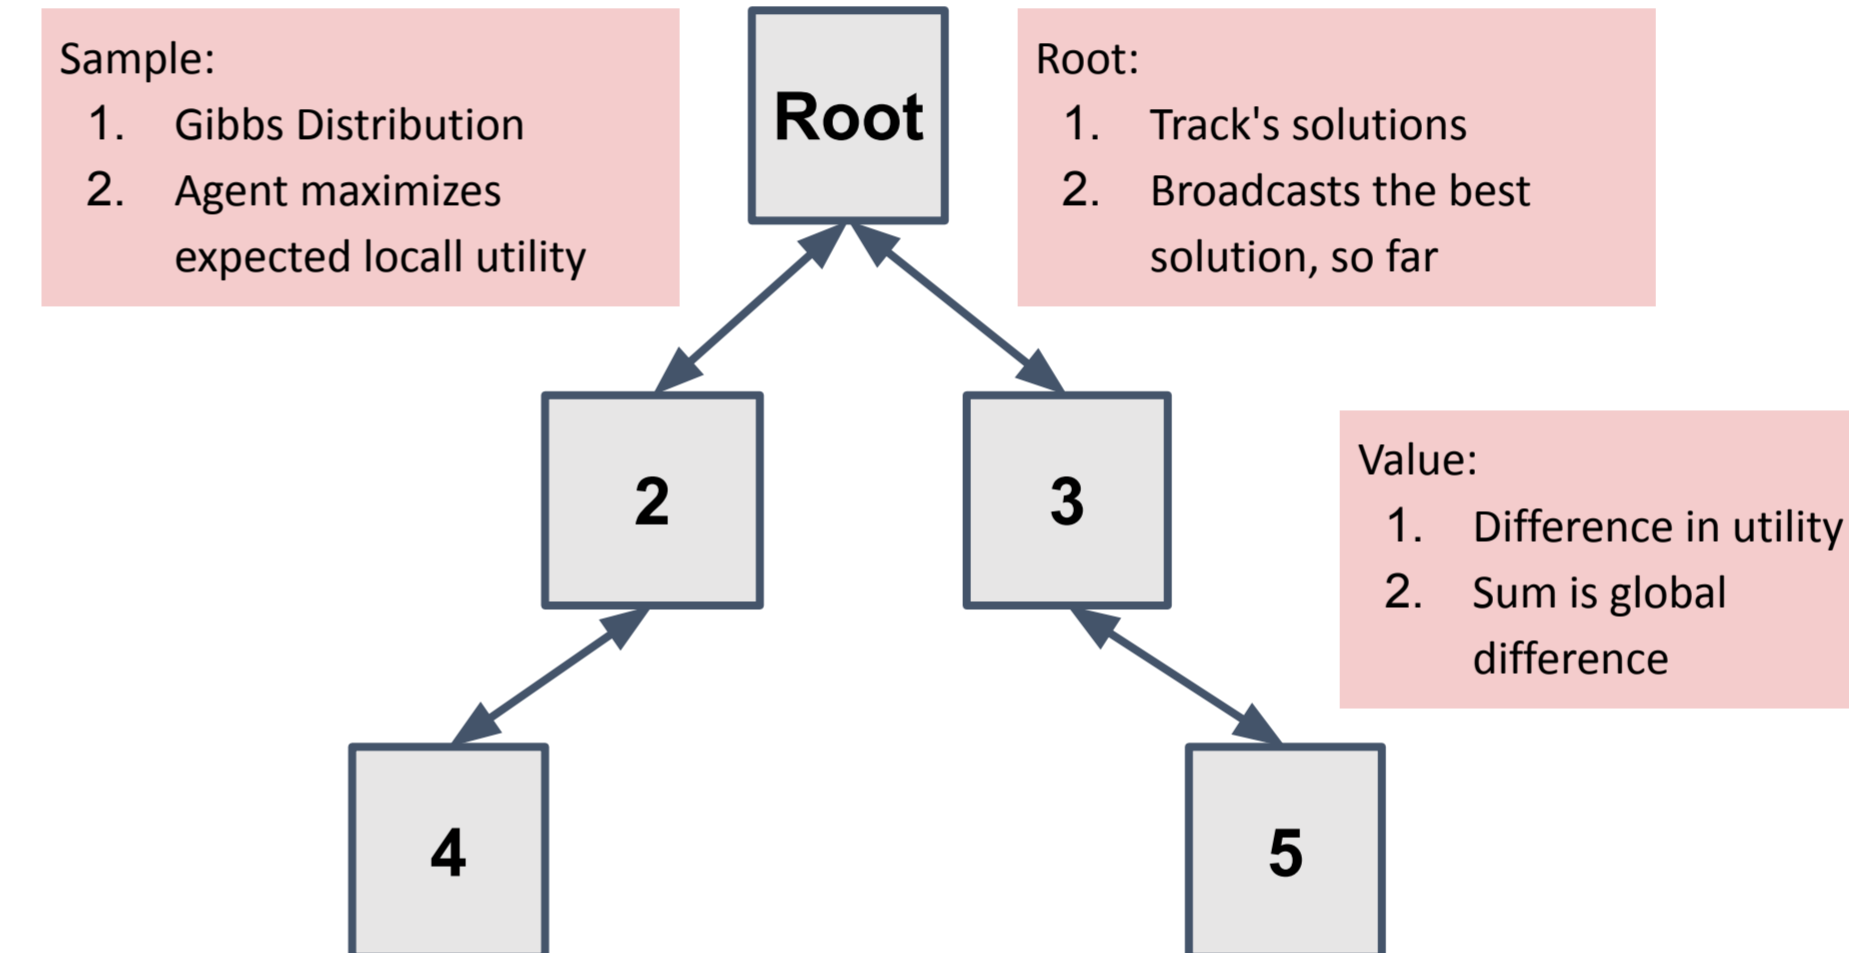 Sample:
1. Gibbs Distribution
2. Agent maximizes
expected locall utility
Root
Root:
1. Track's solutions
2. Broadcasts the best
solution, so far
2
3
Value:
1. Difference in utility
2. Sum is global
difference
4
5